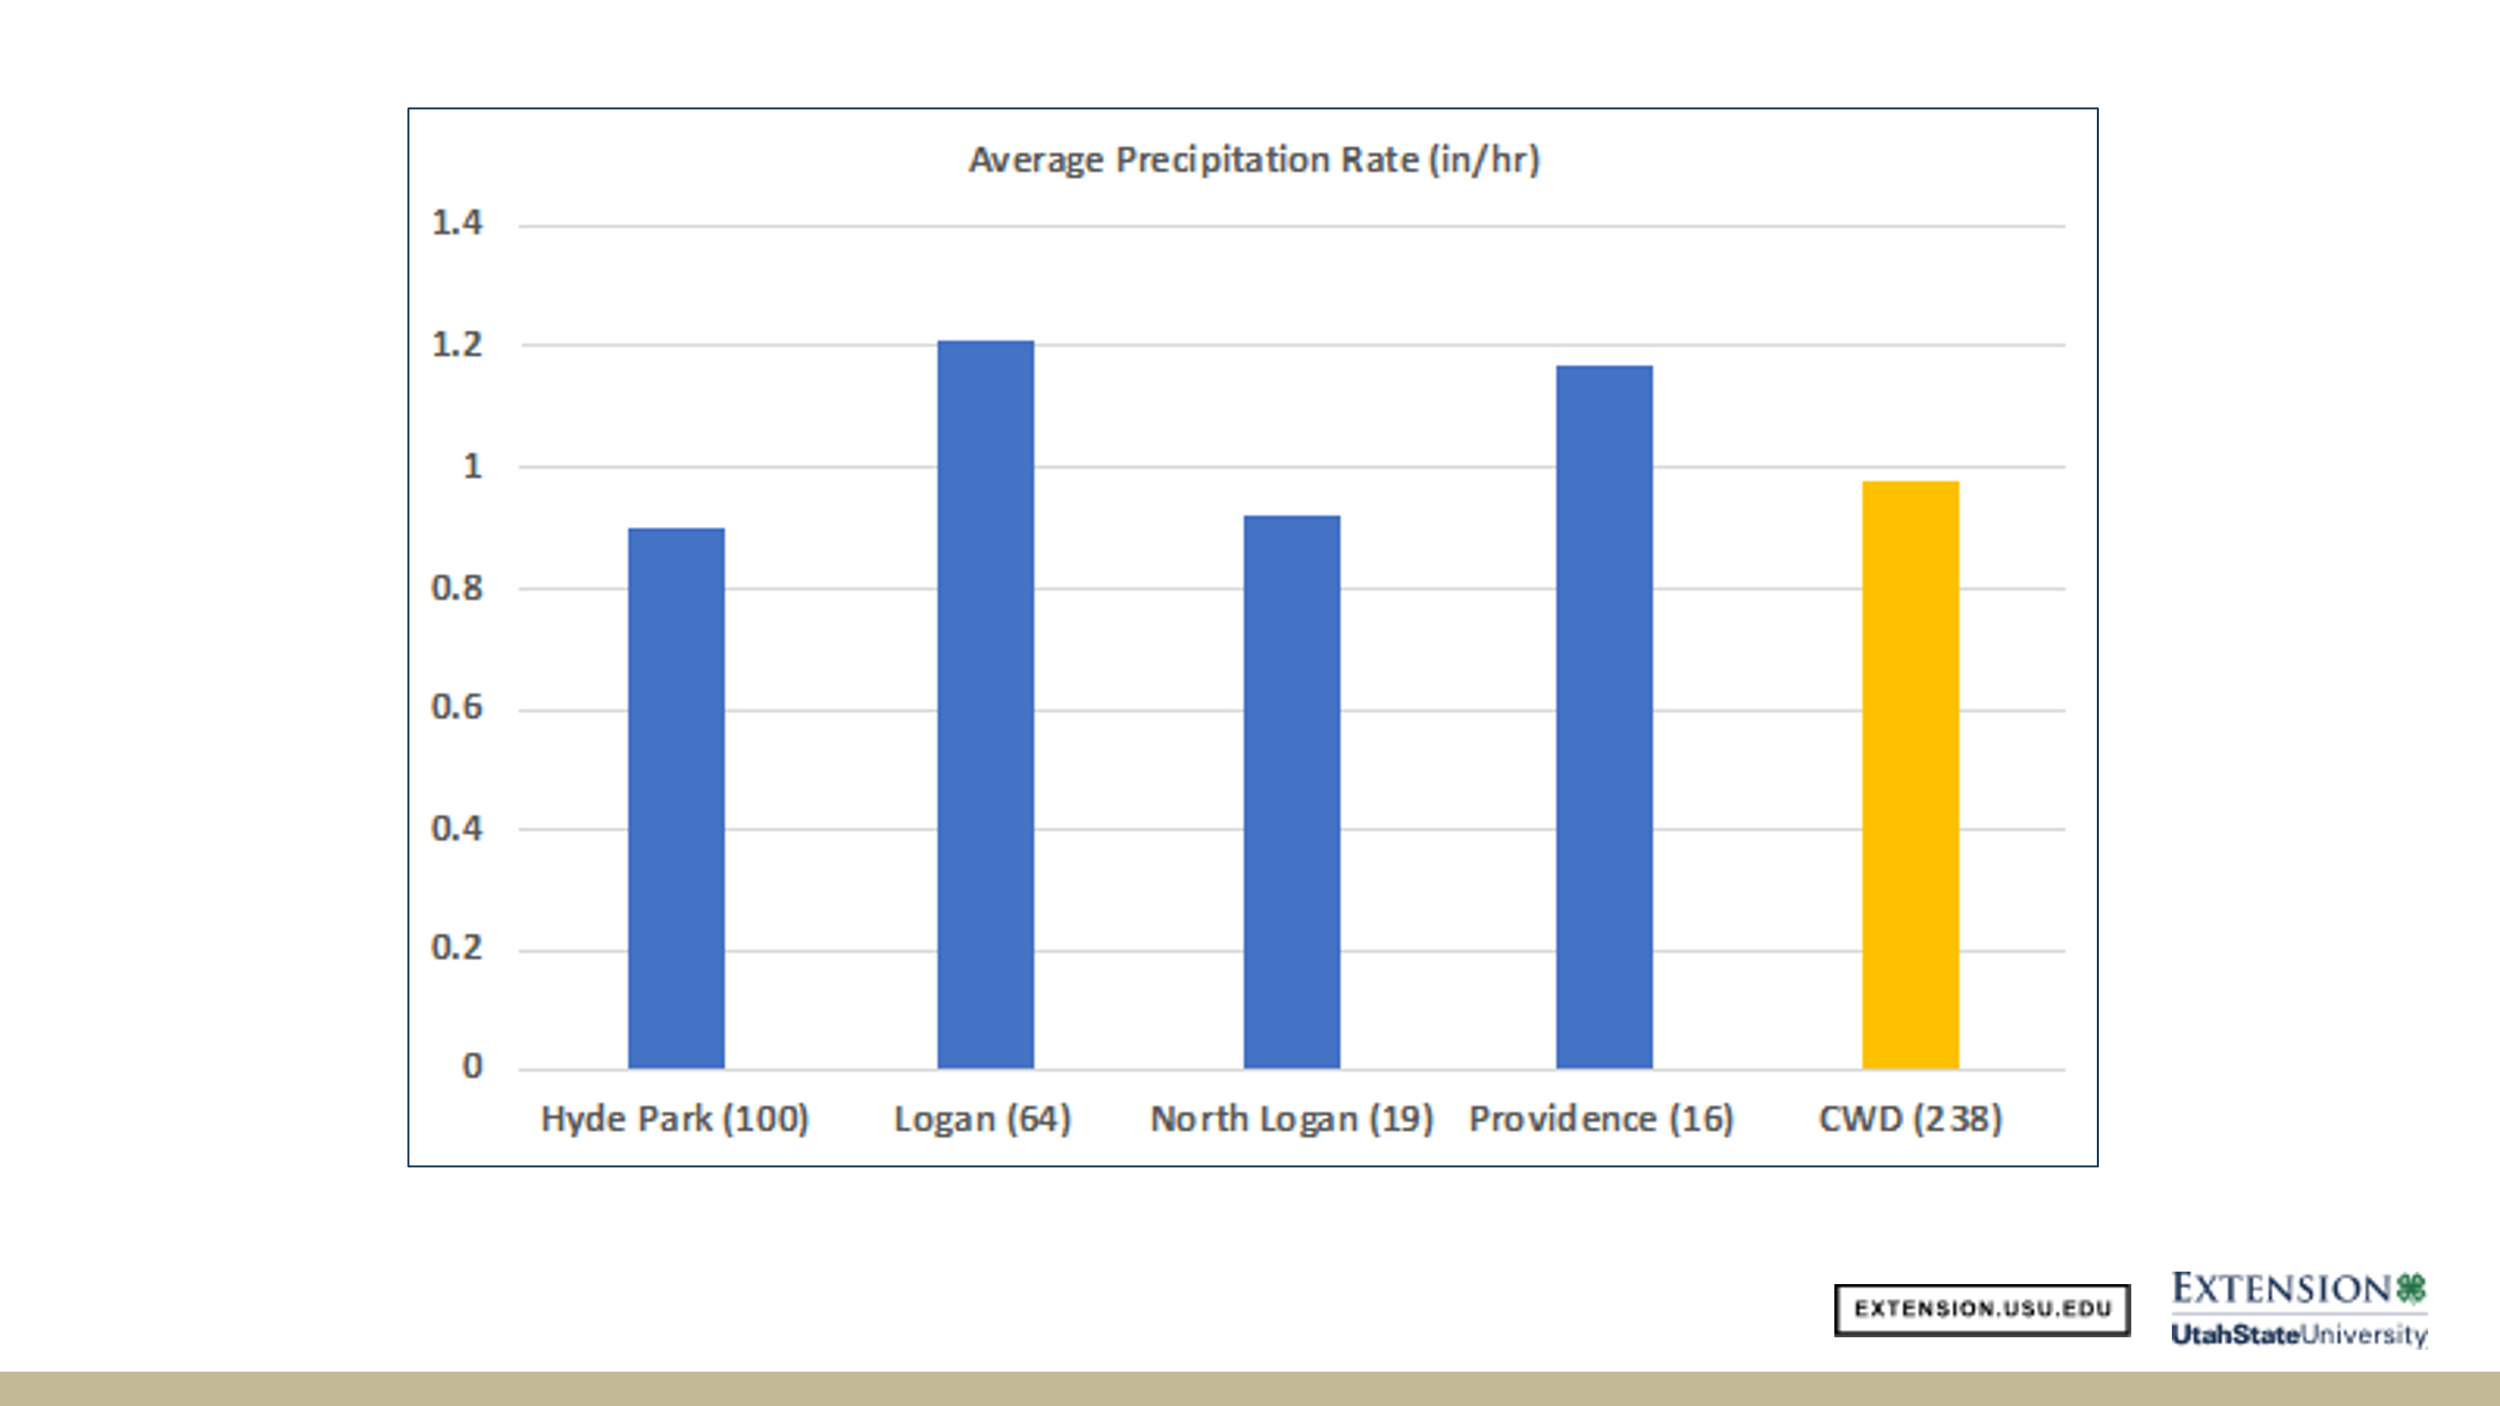 Average Precipitation Rate (in/hr)
1.4
1.2
1
0.8
0.6
0.4
0.2
0
Hyde Park (100) Logan (64) North Logan (19) Providence (16) CWD (238)
EXTENSION.USU.EDU
EXTENSION
UtahStateUniversity